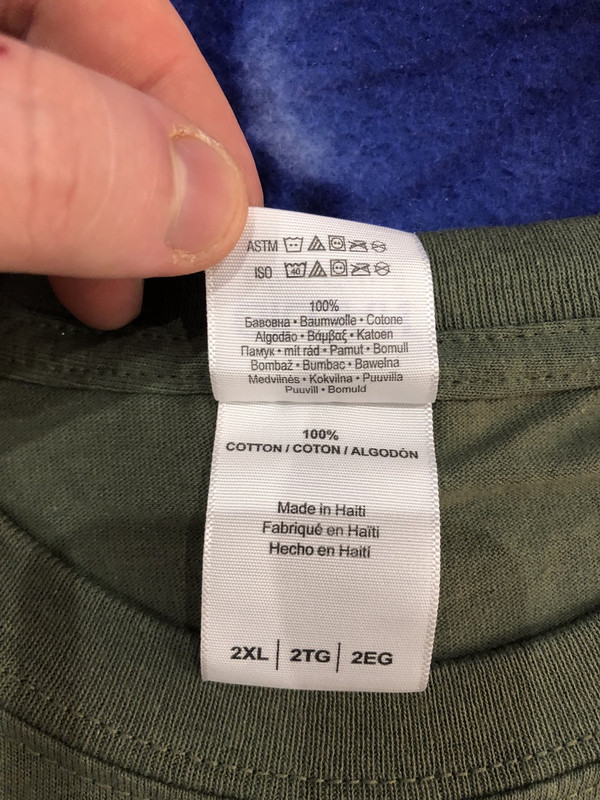 ASTM
ISO 40
100%
Бавовна • Baumwolle • Cotone
Algodão • Βάμβαξ • Katoen
Памук • mit rád • Pamut • Bomull
Bombaž • Bumbac • Bawełna
Medvilnės • Kokvilna • Puuvilla
Puuvill • Bomuld
100%
COTTON / COTON / ALGODÓN
Made in Haiti
Fabriqué en Haïti
Hecho en Haití
2XL | 2TG | 2EG